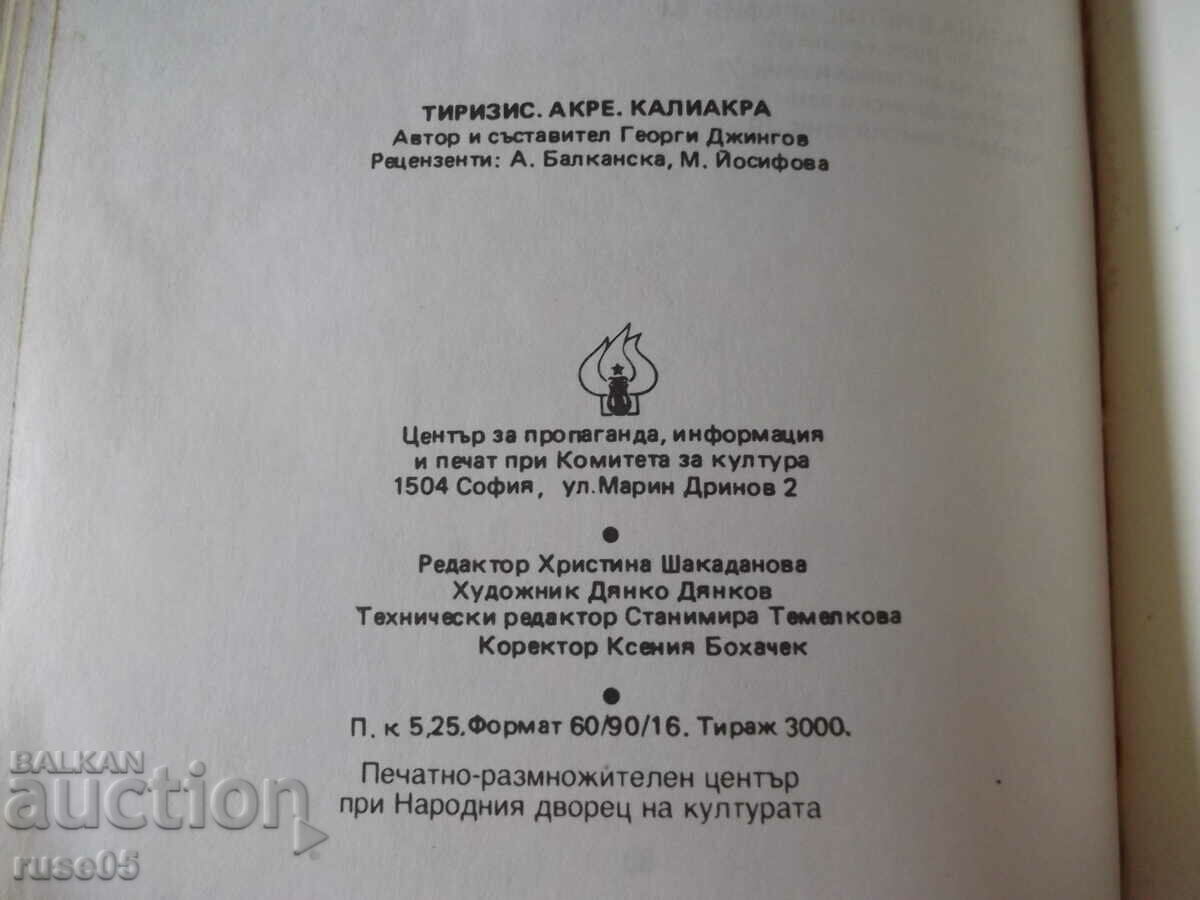 ТИРИЗИС. АКРЕ. КАЛИАКРА
Автор и съставител Георги Джингов
Рецензенти: А. Балканска, М. Йосифова
Център за пропаганда, информация
и печат при Комитета за култура
1504 София, ул.Марин Дринов 2
Редактор Христина Шакаданова
Художник Дянко Дянков
Технически редактор Станимира Темелкова
Коректор Ксения Бохачек
П. к 5,25. Формат 60/90/16. Тираж 3000.
Печатно-размножителен център
при Народния дворец на културата
BALKAN
auction
ruse05